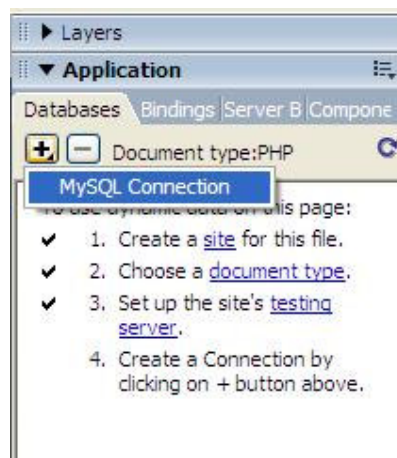 Layers
Application
Databases Bindings Server B Compone
Document type:PHP
MySQL Connection
To use dynamic data on this page:
1. Create a site for this file.
2. Choose a document type.
3. Set up the site's testing
server.
4. Create a Connection by
clicking on + button above.